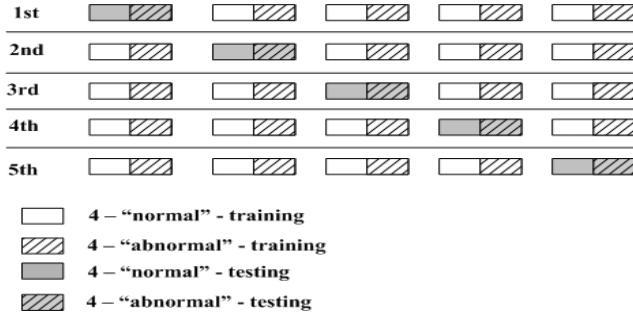 1st
2nd
3rd
4th
5th
4 – “normal” - training
4 – “abnormal” - training
4 – “normal” - testing
4 – “abnormal” - testing